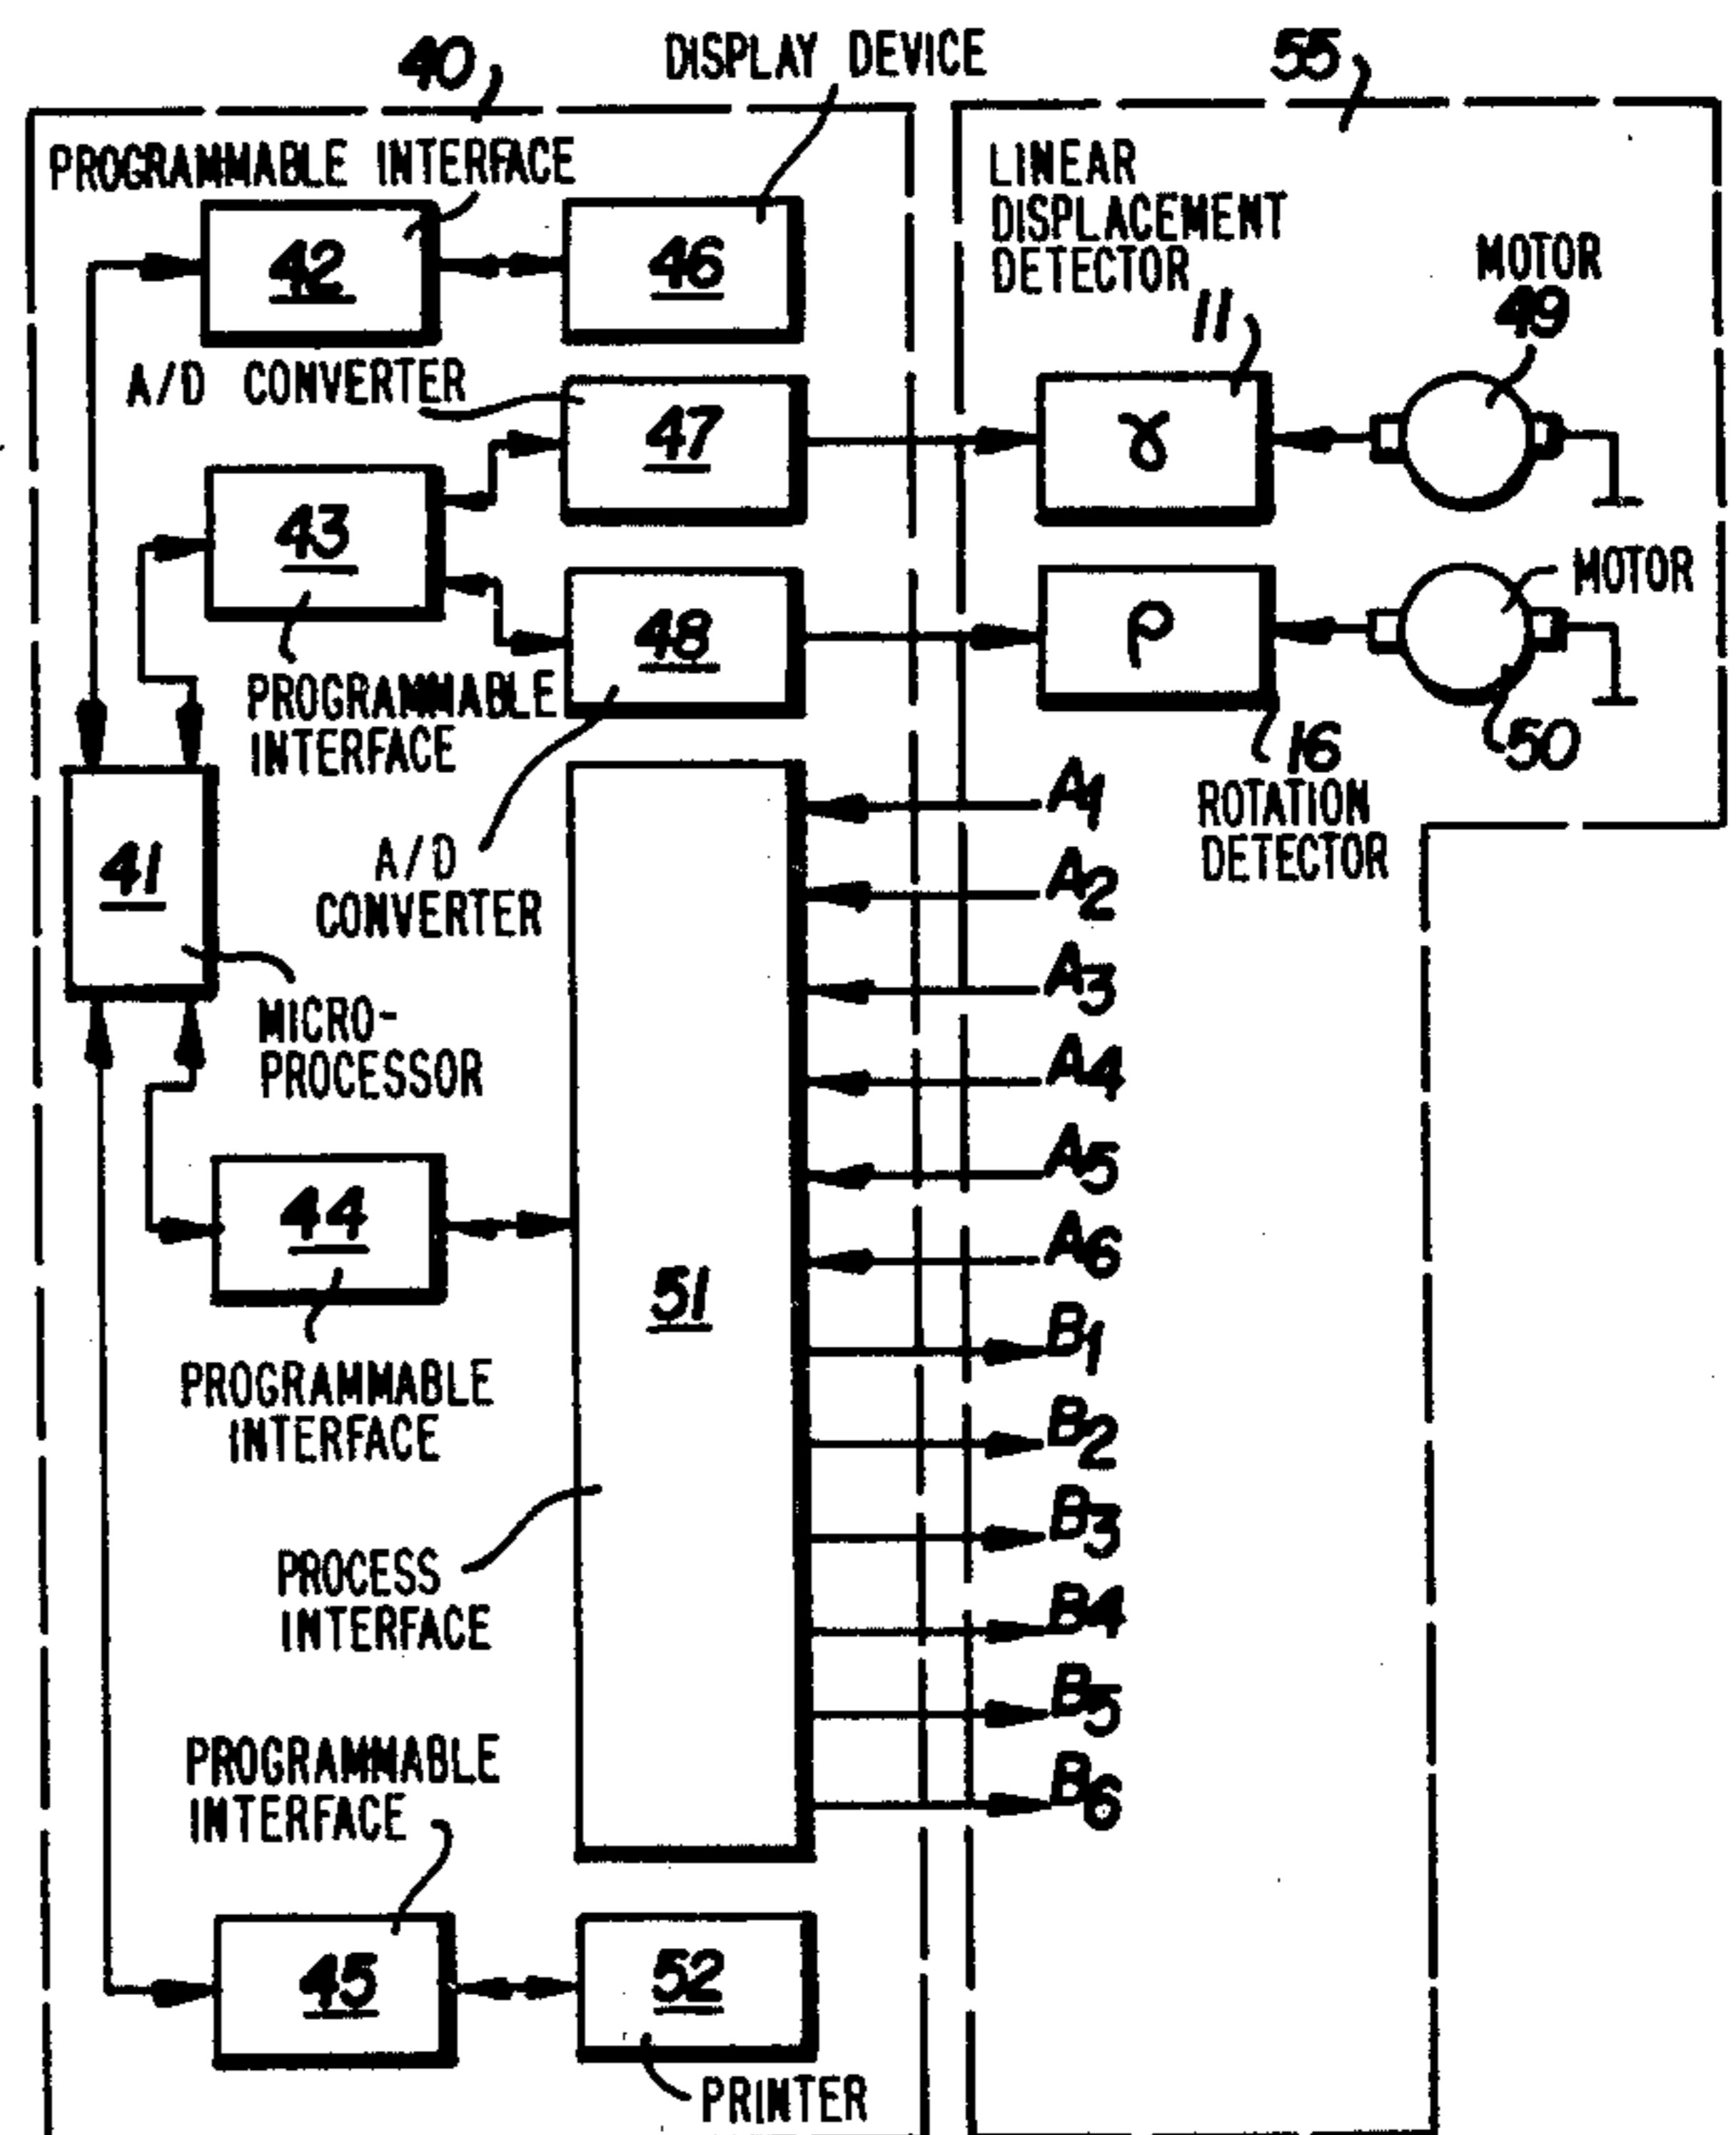 40
DISPLAY DEVICE
55
PROGRAMMABLE INTERFACE
42
46
LINEAR
DISPLACEMENT
DETECTOR
11
MOTOR
49
A/D CONVERTER
47
γ
43
MOTOR
48
ρ
PROGRAMMABLE
INTERFACE
16
50
ROTATION
DETECTOR
A1
41
A/D
CONVERTER
A2
A3
MICRO-
PROCESSOR
A4
A5
44
A6
51
B1
PROGRAMMABLE
INTERFACE
B2
B3
PROCESS
INTERFACE
B4
B5
PROGRAMMABLE
INTERFACE
B6
45
52
PRINTER